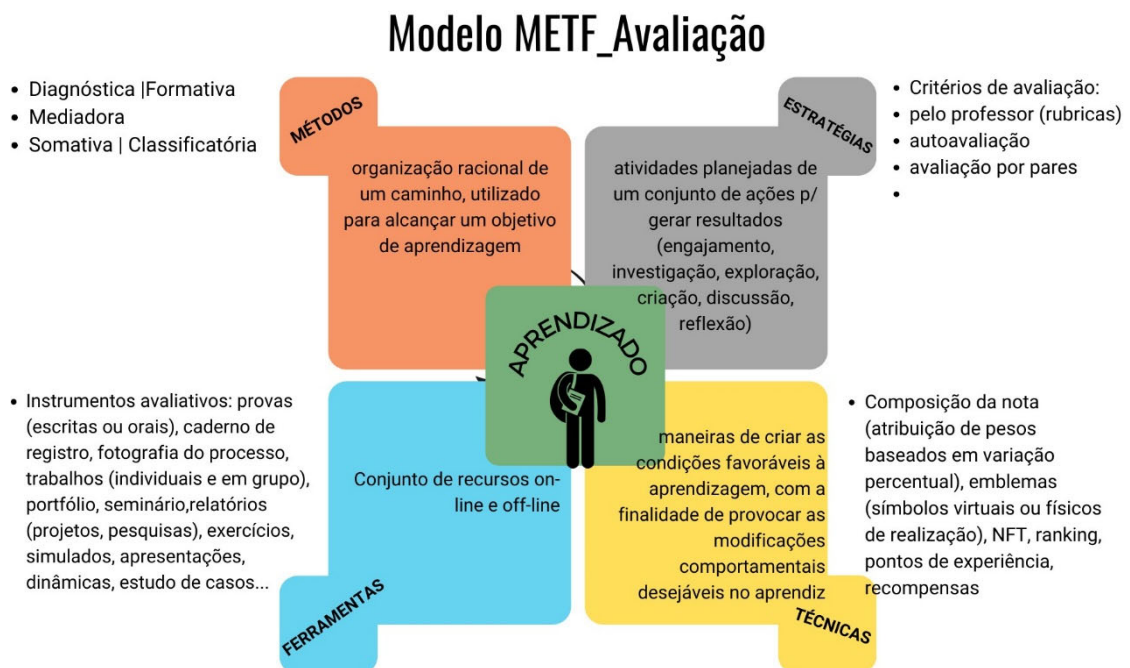 Modelo METF_Avaliação
• Diagnóstica |Formativa
• Mediadora
• Somativa | Classificatória
MÉTODOS
organização racional de
um caminho, utilizado
para alcançar um objetivo
de aprendizagem
ESTRATÉGIAS
atividades planejadas de
um conjunto de ações p/
gerar resultados
(engajamento,
investigação, exploração,
criação, discussão,
reflexão)
• Critérios de avaliação:
• pelo professor (rubricas)
• autoavaliação
• avaliação por pares
•
APRENDIZADO
• Instrumentos avaliativos: provas
(escritas ou orais), caderno de
registro, fotografia do processo,
trabalhos (individuais e em grupo),
portfólio, seminário,relatórios
(projetos, pesquisas), exercícios,
simulados, apresentações,
dinâmicas, estudo de casos...
Conjunto de recursos on-
line e off-line
FERRAMENTAS
maneiras de criar as
condições favoráveis à
aprendizagem, com a
finalidade de provocar as
modificações
comportamentais
desejáveis no aprendiz
TÉCNICAS
• Composição da nota
(atribuição de pesos
baseados em variação
percentual), emblemas
(símbolos virtuais ou físicos
de realização), NFT, ranking,
pontos de experiência,
recompensas